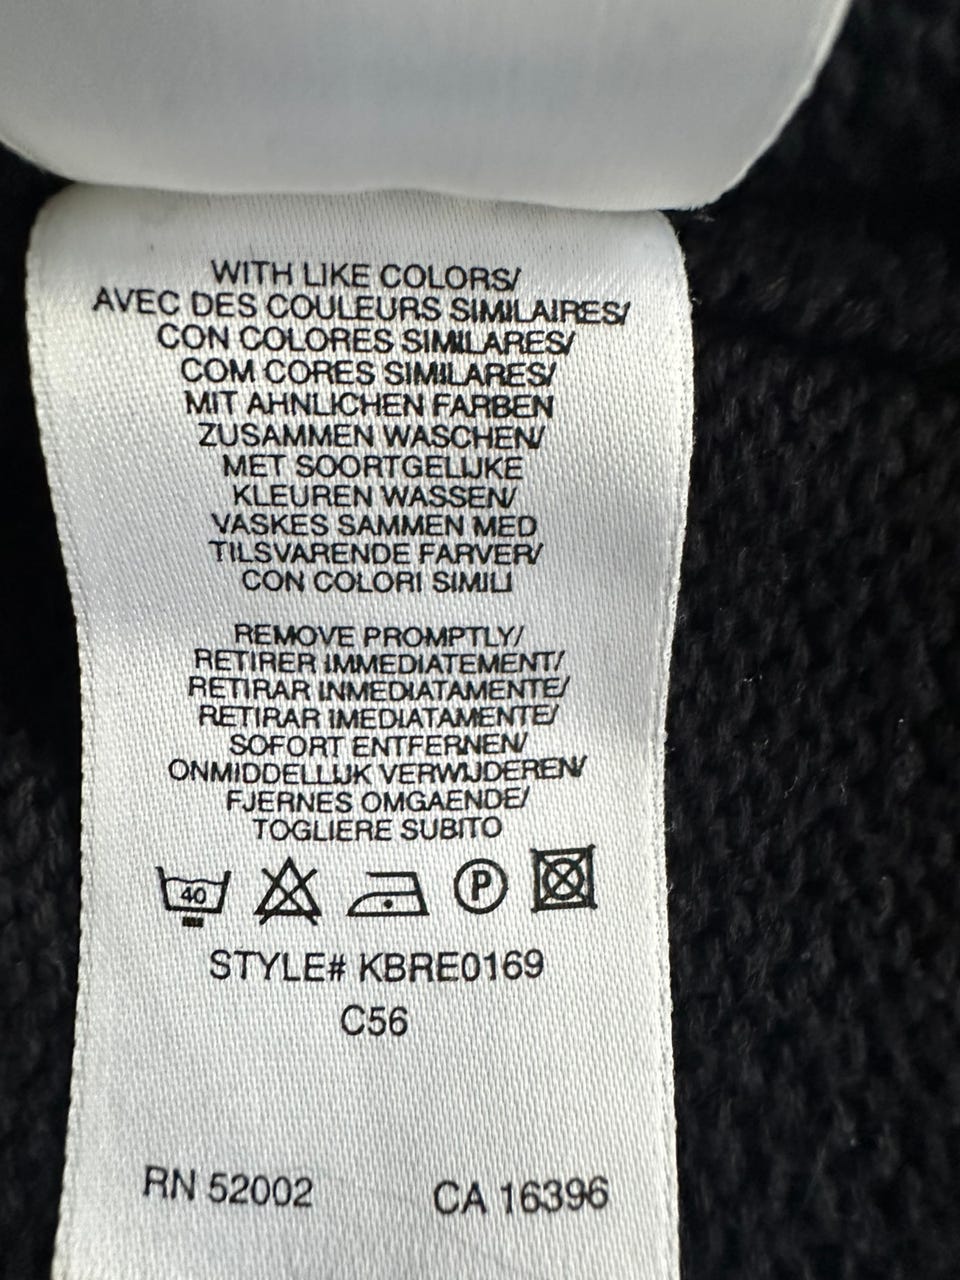 WITH LIKE COLORS/
AVEC DES COULEURS SIMILAIRES/
CON COLORES SIMILARES/
COM CORES SIMILARES/
MIT AHNLICHEN FARBEN
ZUSAMMEN WASCHEN/
MET SOORTGELIJKE
KLEUREN WASSEN/
VASKES SAMMEN MED
TILSVARENDE FARVER/
CON COLORI SIMILI
REMOVE PROMPTLY/
RETIRER IMMEDIATEMENT/
RETIRAR INMEDIATAMENTE/
RETIRAR IMEDIATAMENTE/
SOFORT ENTFERNEN/
ONMIDDELLIJK VERWIJDEREN/
FJERNES OMGAENDE/
TOGLIERE SUBITO
40 P
STYLE# KBRE0169
C56
RN 52002 CA 16396